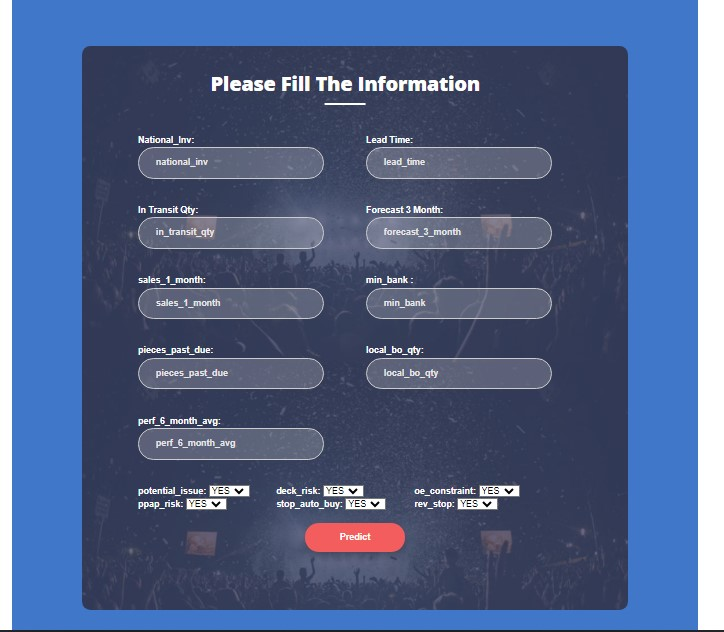 Please Fill The Information
National_Inv: Lead Time:
national_inv lead_time
In Transit Qty: Forecast 3 Month:
in_transit_qty forecast_3_month
sales_1_month: min_bank :
sales_1_month min_bank
pieces_past_due: local_bo_qty:
pieces_past_due local_bo_qty
perf_6_month_avg:
perf_6_month_avg
potential_issue: YES deck_risk: YES oe_constraint: YES
ppap_risk: YES stop_auto_buy: YES rev_stop: YES
Predict